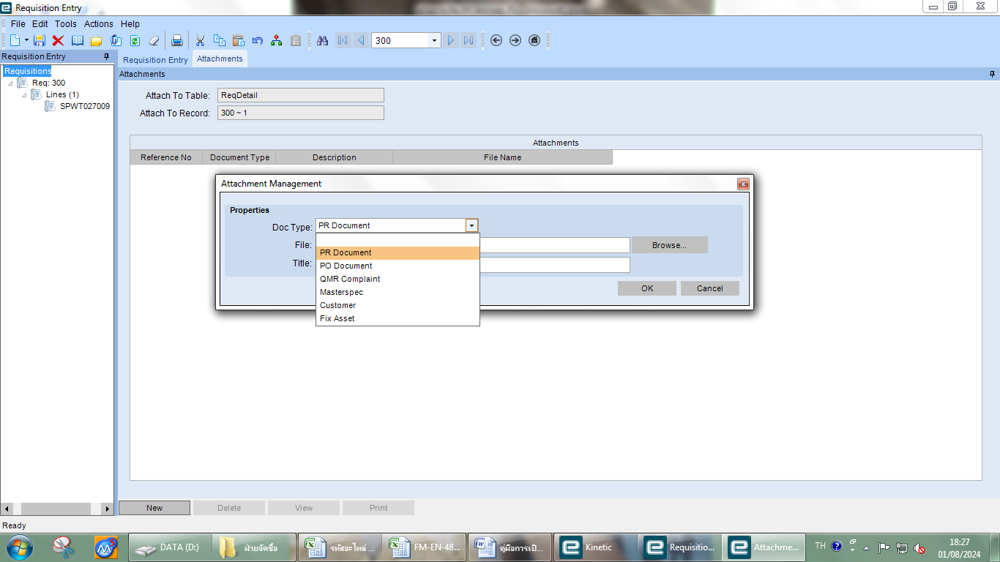 Requisition Entry
File Edit Tools Actions Help
300
Requisition Entry
Requisition Entry Attachments
Requisitions
Req: 300
Lines (1)
SPWT027009
Attachments
Attach To Table: ReqDetail
Attach To Record: 300 ~ 1
Attachments
Reference No Document Type Description File Name
Attachment Management
Properties
Doc Type: PR Document
File: Browse...
Title:
PR Document
PO Document
QMR Complaint
Masterspec
Customer
Fix Asset
OK Cancel
New Delete View Print
Ready
DATA (D:) ฝ่ายจัดซื้อ รหัสอะไหล่ ... FM-EN-48... คู่มือการเปิ... Kinetic Requisitio... Attachme... TH 18:27
01/08/2024